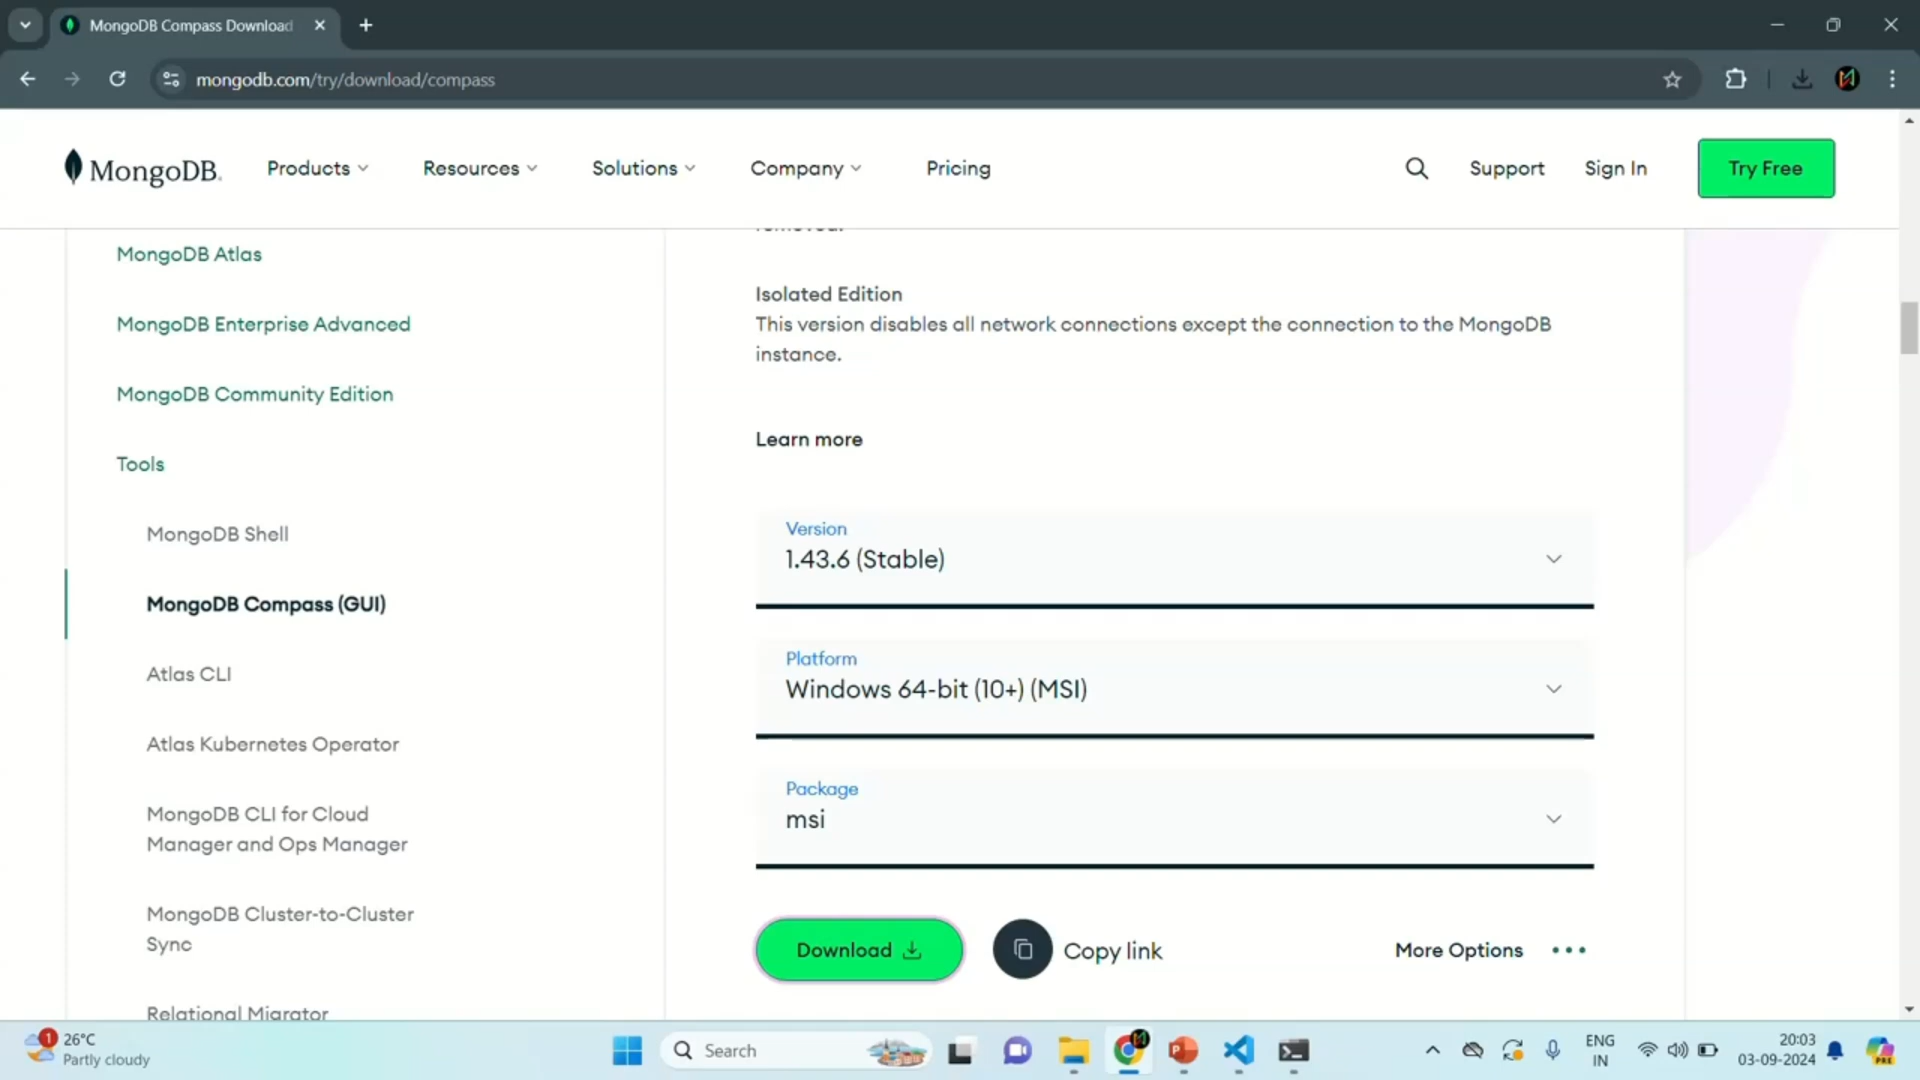 MongoDB Compass Download
mongodb.com/try/download/compass
MongoDB.
Products
Resources
Solutions
Company
Pricing
Support
Sign In
Try Free
MongoDB Atlas
MongoDB Enterprise Advanced
MongoDB Community Edition
Tools
MongoDB Shell
MongoDB Compass (GUI)
Atlas CLI
Atlas Kubernetes Operator
MongoDB CLI for Cloud
Manager and Ops Manager
MongoDB Cluster-to-Cluster
Sync
Relational Migrator
removed.
Isolated Edition
This version disables all network connections except the connection to the MongoDB
instance.
Learn more
Version
1.43.6 (Stable)
Platform
Windows 64-bit (10+) (MSI)
Package
msi
Download
Copy link
More Options
1
26°C
Partly cloudy
Search
ENG
IN
20:03
03-09-2024
PRE